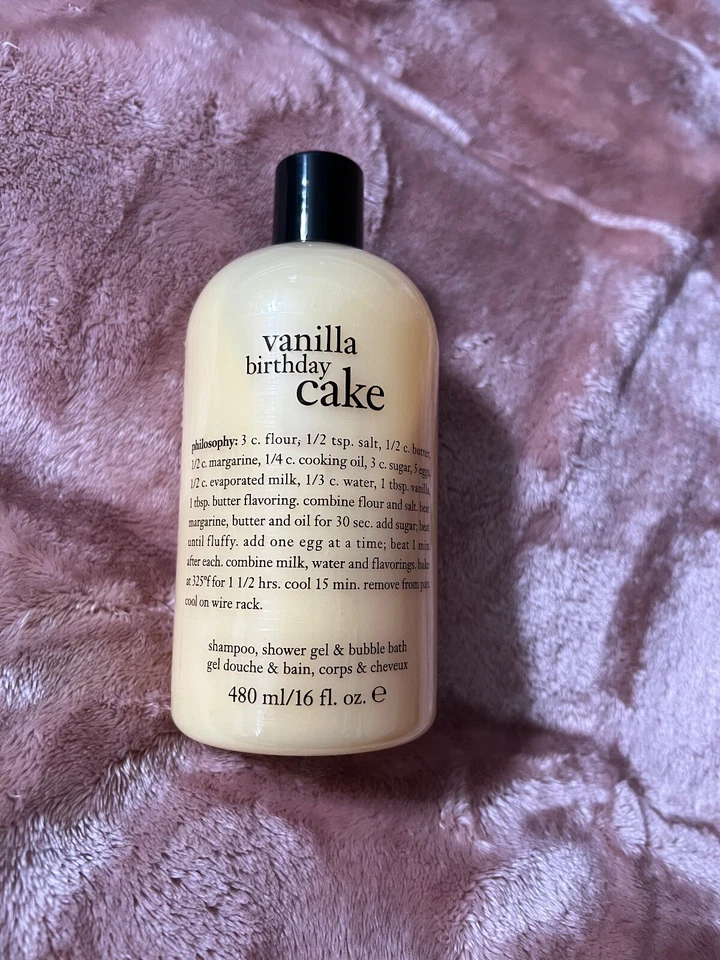 vanilla
birthday
cake
philosophy: 3 c. flour, 1/2 tsp. salt, 1/2 c. butter,
1/2 c. margarine, 1/4 c. cooking oil, 3 c. sugar, 5 eggs,
1/2 c. evaporated milk, 1/3 c. water, 1 tbsp. vanilla,
1 tbsp. butter flavoring. combine flour and salt. beat
margarine, butter and oil for 30 sec. add sugar; beat
until fluffy. add one egg at a time; beat 1 min.
after each. combine milk, water and flavorings. bake
at 325°f for 1 1/2 hrs. cool 15 min. remove from pan.
cool on wire rack.
shampoo, shower gel & bubble bath
gel douche & bain, corps & cheveux
480 ml/16 fl. oz. ℮